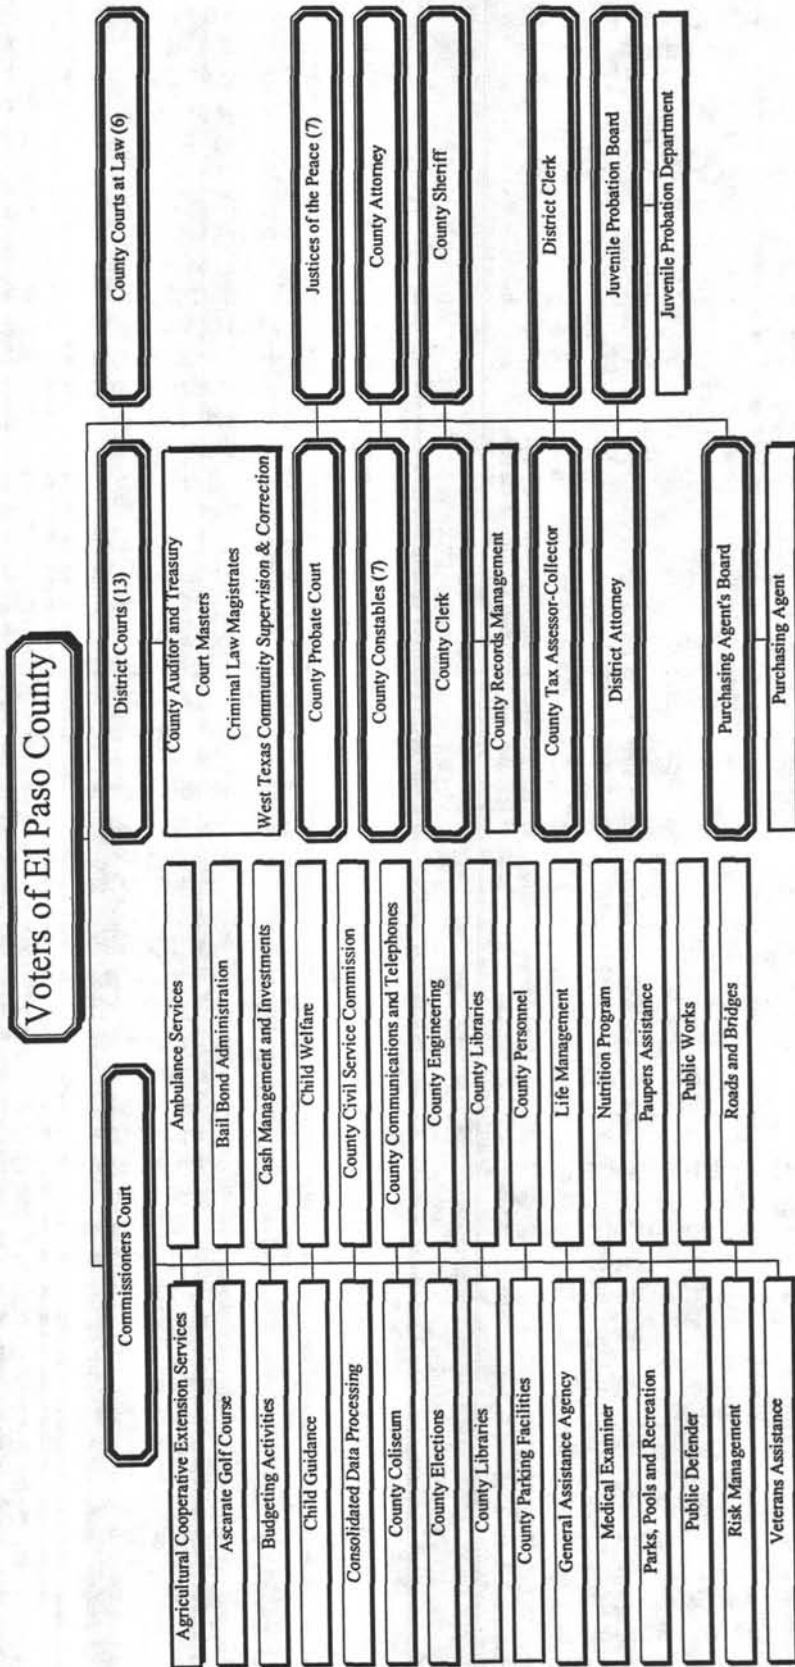 Voters of El Paso County
Commissioners Court
Agricultural Cooperative Extension Services
Ambulance Services
Ascarate Golf Course
Bail Bond Administration
Budgeting Activities
Cash Management and Investments
Child Guidance
Child Welfare
Consolidated Data Processing
County Civil Service Commission
County Coliseum
County Communications and Telephones
County Elections
County Engineering
County Libraries
County Libraries
County Parking Facilities
County Personnel
General Assistance Agency
Life Management
Medical Examiner
Nutrition Program
Parks, Pools and Recreation
Paupers Assistance
Public Defender
Public Works
Risk Management
Roads and Bridges
Veterans Assistance
District Courts (13)
County Courts at Law (6)
County Auditor and Treasury
Court Masters
Criminal Law Magistrates
West Texas Community Supervision & Correction
County Probate Court
Justices of the Peace (7)
County Constables (7)
County Attorney
County Clerk
County Sheriff
County Records Management
County Tax Assessor-Collector
District Clerk
District Attorney
Juvenile Probation Board
Juvenile Probation Department
Purchasing Agent's Board
Purchasing Agent